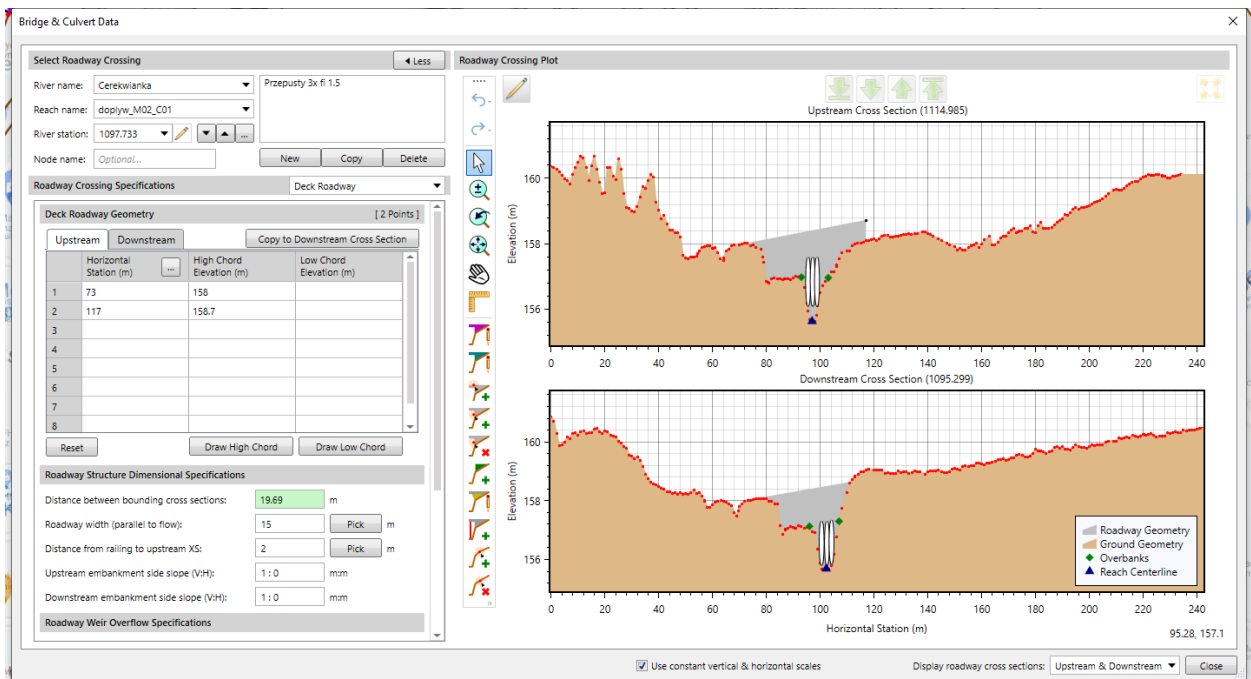 Bridge & Culvert Data
Select Roadway Crossing
Less
River name: Cerekwianka
Przepusty 3x fi 1.5
Reach name: doplyw_M02_C01
River station: 1097.733
...
Node name: Optional...
New Copy Delete
Roadway Crossing Specifications Deck Roadway
Deck Roadway Geometry [ 2 Points ]
Upstream Downstream Copy to Downstream Cross Section
Horizontal Station (m) ... High Chord Elevation (m) Low Chord Elevation (m)
1 73 158
2 117 158.7
3
4
5
6
7
8
Reset Draw High Chord Draw Low Chord
Roadway Structure Dimensional Specifications
Distance between bounding cross sections: 19.69 m
Roadway width (parallel to flow): 15 Pick m
Distance from railing to upstream XS: 2 Pick m
Upstream embankment side slope (V:H): 1 : 0 m:m
Downstream embankment side slope (V:H): 1 : 0 m:m
Roadway Weir Overflow Specifications
Roadway Crossing Plot
Upstream Cross Section (1114.985)
Elevation (m)
160
158
156
0 20 40 60 80 100 120 140 160 180 200 220 240
Downstream Cross Section (1095.299)
Elevation (m)
160
158
156
Roadway Geometry
Ground Geometry
Overbanks
Reach Centerline
0 20 40 60 80 100 120 140 160 180 200 220 240
Horizontal Station (m)
95.28, 157.1
Use constant vertical & horizontal scales
Display roadway cross sections: Upstream & Downstream
Close